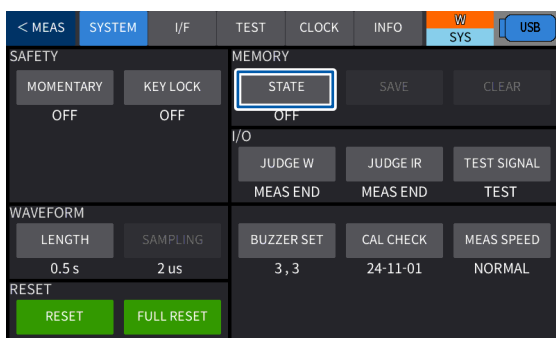 < MEAS SYSTEM I/F TEST CLOCK INFO W SYS USB
SAFETY
MOMENTARY KEY LOCK
OFF OFF
MEMORY
STATE SAVE CLEAR
OFF
I/O
JUDGE W JUDGE IR TEST SIGNAL
MEAS END MEAS END TEST
WAVEFORM
LENGTH SAMPLING
0.5 s 2 us
BUZZER SET CAL CHECK MEAS SPEED
3 , 3 24-11-01 NORMAL
RESET
RESET FULL RESET